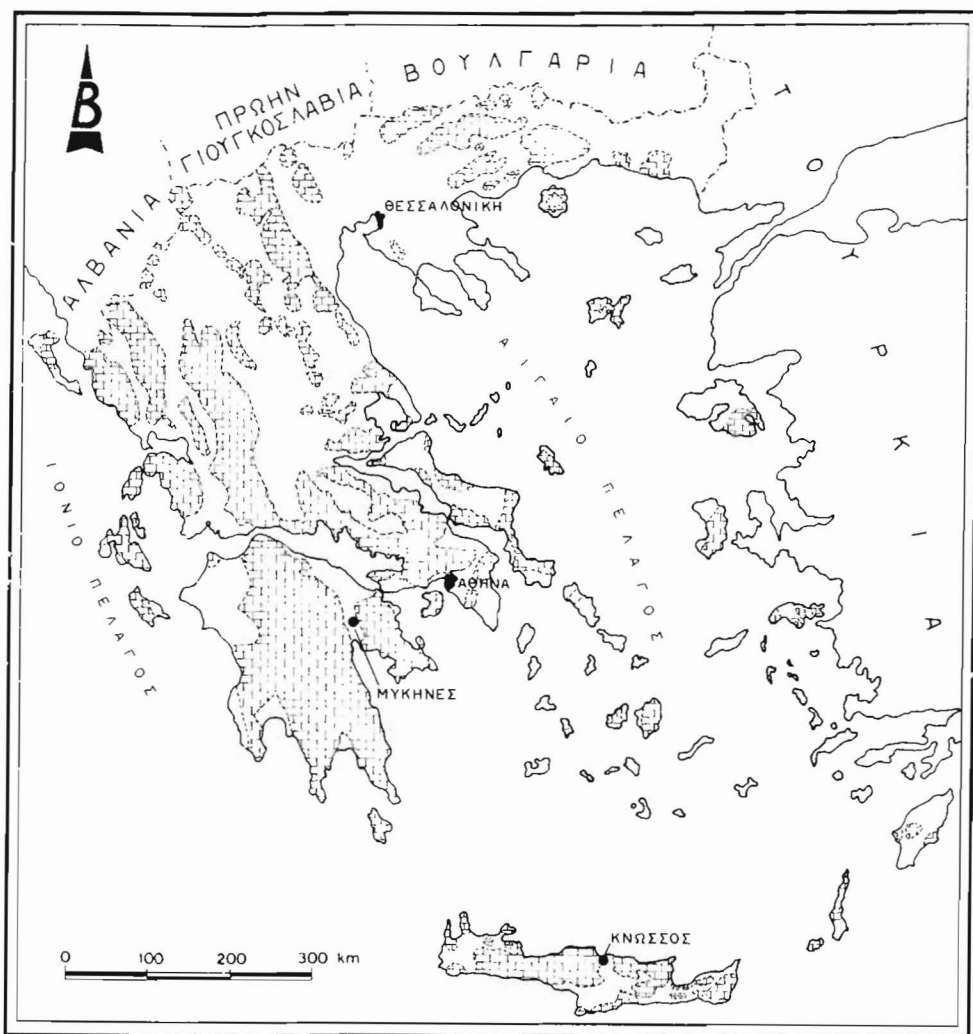 Β
ΒΟΥΛΓΑΡΙΑ
ΠΡΩΗΝ
ΓΙΟΥΓΚΟΣΛΑΒΙΑ
ΑΛΒΑΝΙΑ
ΤΟΥΡΚΙΑ
ΘΕΣΣΑΛΟΝΙΚΗ
ΑΙΓΑΙΟ ΠΕΛΑΓΟΣ
ΙΟΝΙΟ ΠΕΛΑΓΟΣ
ΑΘΗΝΑ
ΜΥΚΗΝΕΣ
ΚΝΩΣΣΟΣ
0 100 200 300 km